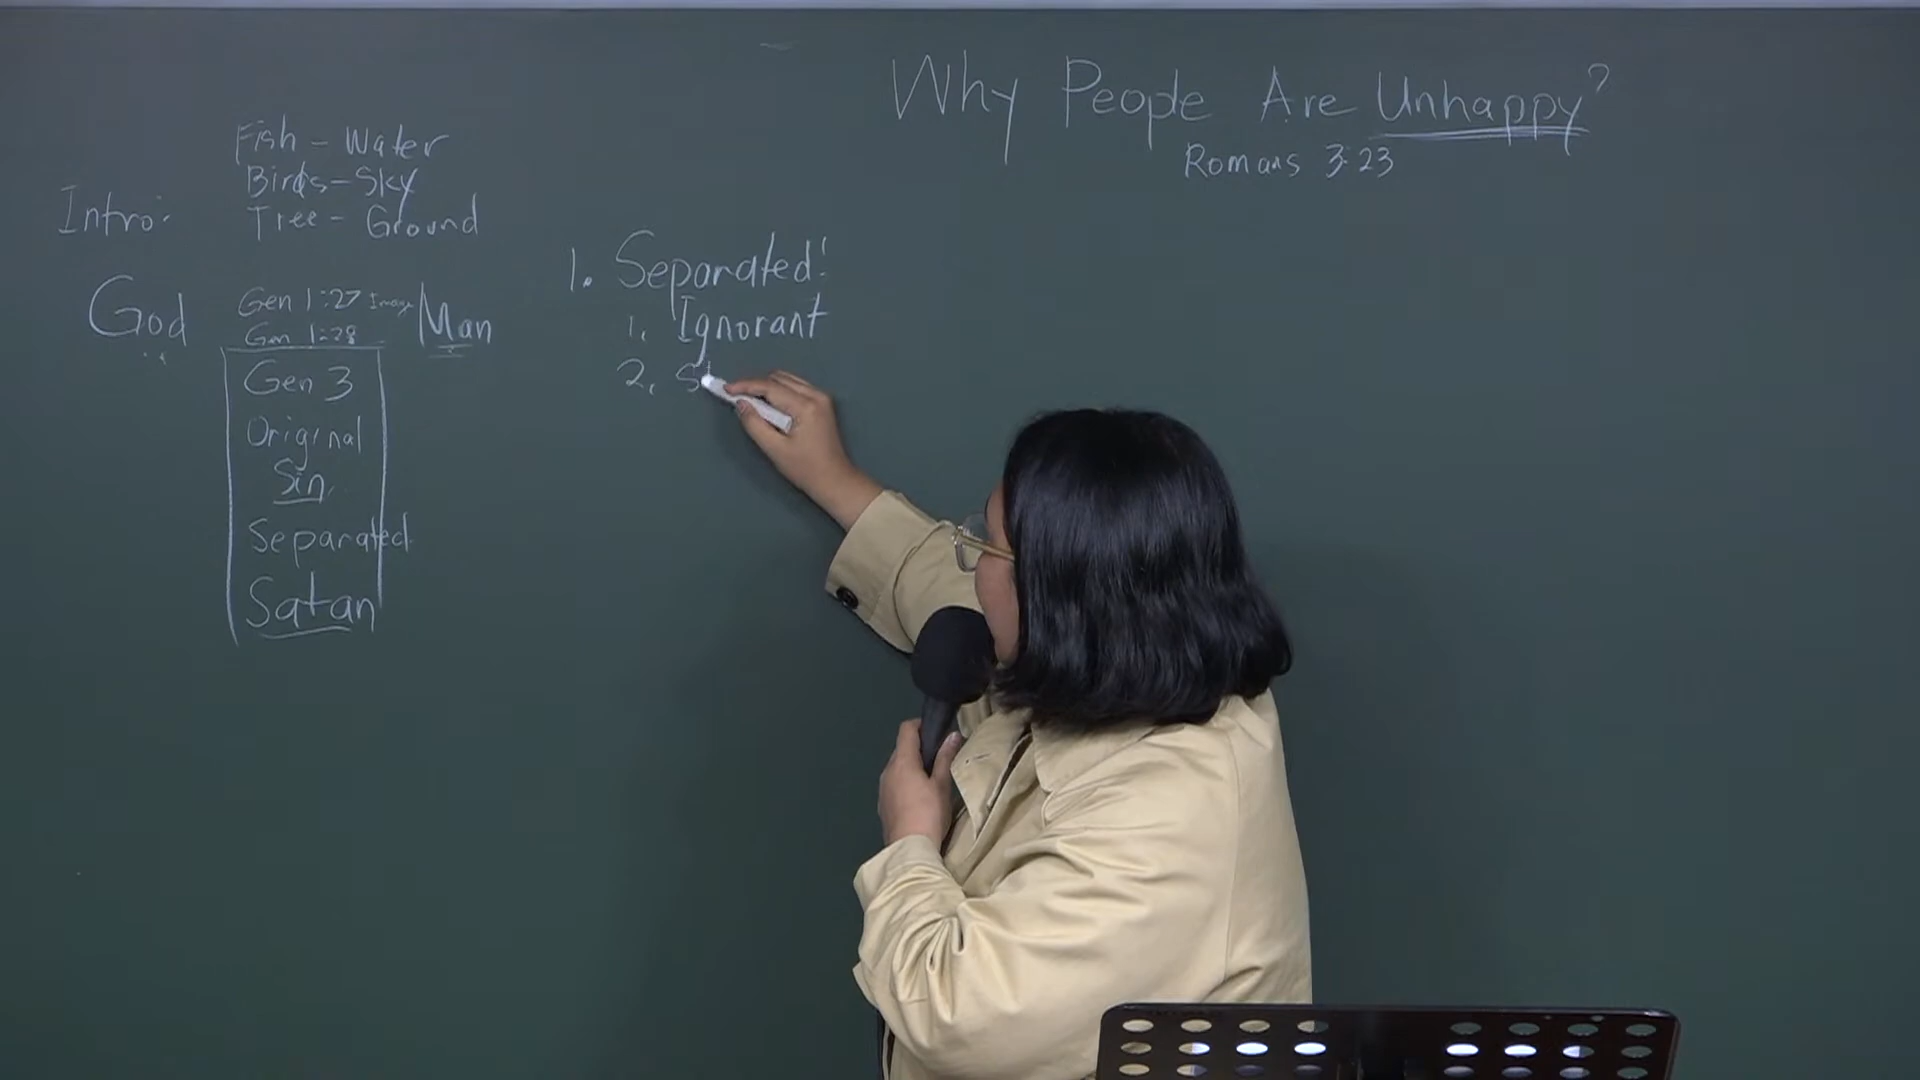 Why People Are Unhappy?
Romans 3:23
Intro:
Fish - Water
Birds - Sky
Tree - Ground
God
Gen 1:27 Image
Gen 1:28
Man
Gen 3
Original
Sin
Separated
Satan
1. Separated!
1. Ignorant
2. S